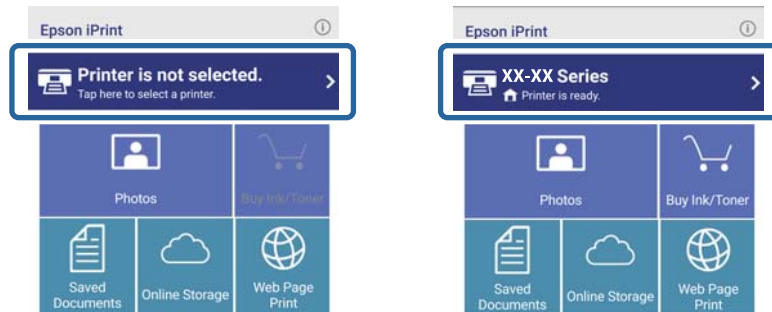 Epson iPrint
Printer is not selected.
Tap here to select a printer.
Photos
Buy Ink/Toner
Saved
Documents
Online Storage
Web Page
Print
Epson iPrint
XX-XX Series
Printer is ready.
Photos
Buy Ink/Toner
Saved
Documents
Online Storage
Web Page
Print